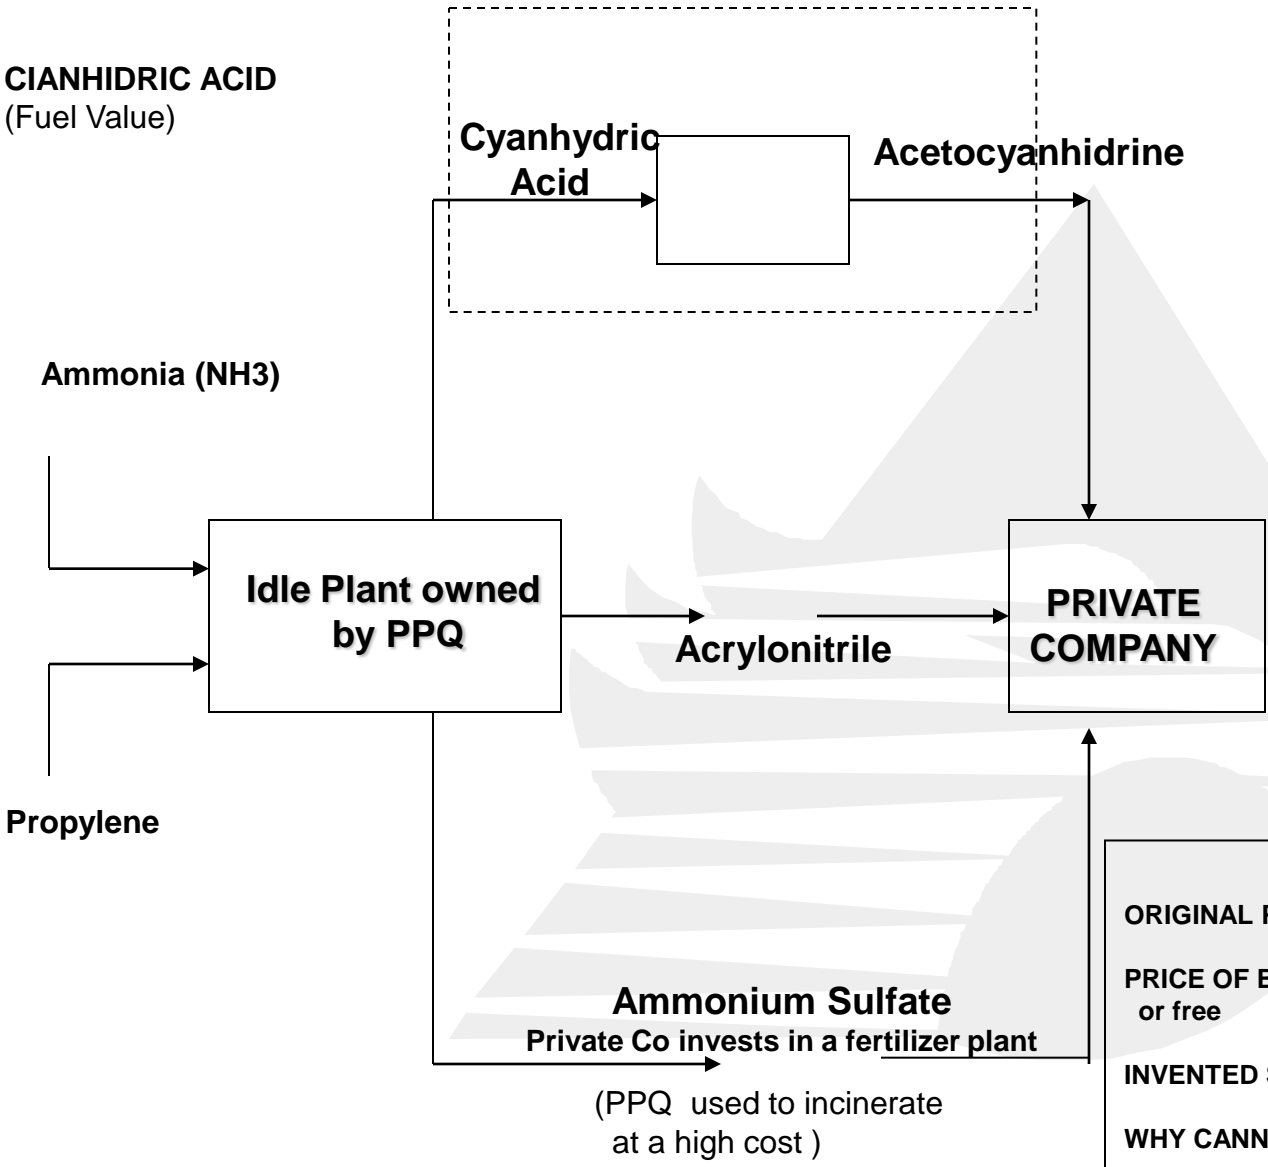 CIANHIDRIC ACID
(Fuel Value)
Cyanhydric
Acid
Acetocyanhidrine
Ammonia (NH3)
Idle Plant owned
by PPQ
Acrylonitrile
PRIVATE
COMPANY
Propylene
Ammonium Sulfate
Private Co invests in a fertilizer plant
(PPQ used to incinerate
at a high cost )
ORIGINAL
PRICE OF
or free
INVENTED
WHY